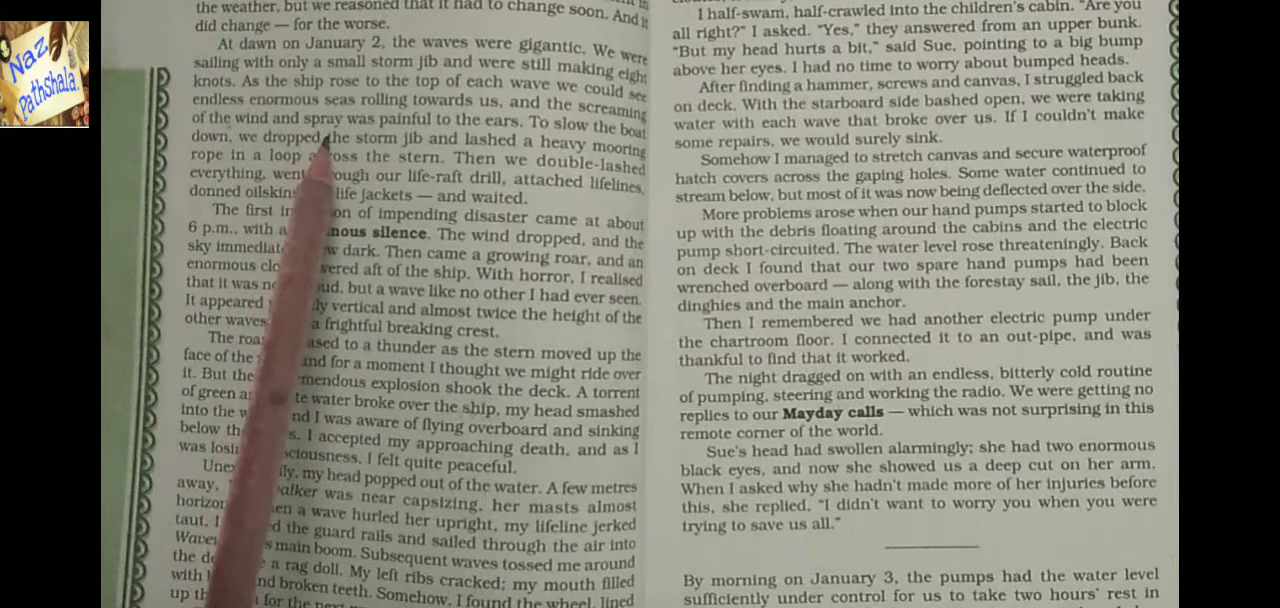 Naz
Pathshala.
the weather, but we reasoned that it had to change soon. And it
did change — for the worse.
At dawn on January 2, the waves were gigantic. We were
sailing with only a small storm jib and were still making eight
knots. As the ship rose to the top of each wave we could see
endless enormous seas rolling towards us, and the screaming
of the wind and spray was painful to the ears. To slow the boat
down, we dropped the storm jib and lashed a heavy mooring
rope in a loop across the stern. Then we double-lashed
everything, went through our life-raft drill, attached lifelines,
donned oilskins life jackets — and waited.
The first in on of impending disaster came at about
6 p.m., with a nous silence. The wind dropped, and the
sky immediate w dark. Then came a growing roar, and an
enormous clo vered aft of the ship. With horror, I realised
that it was no ud, but a wave like no other I had ever seen.
It appeared ly vertical and almost twice the height of the
other waves, a frightful breaking crest.
The roar ased to a thunder as the stern moved up the
face of the and for a moment I thought we might ride over
it. But the mendous explosion shook the deck. A torrent
of green a te water broke over the ship, my head smashed
into the w nd I was aware of flying overboard and sinking
below th s. I accepted my approaching death, and as I
was losin sciousness, I felt quite peaceful.
Unex ly, my head popped out of the water. A few metres
away, alker was near capsizing, her masts almost
horizon en a wave hurled her upright, my lifeline jerked
taut, I d the guard rails and sailed through the air into
Wave s main boom. Subsequent waves tossed me around
the de e a rag doll. My left ribs cracked; my mouth filled
with nd broken teeth. Somehow, I found the wheel, lined
up th for the next
I half-swam, half-crawled into the children's cabin. "Are you
all right?" I asked. "Yes," they answered from an upper bunk.
"But my head hurts a bit," said Sue, pointing to a big bump
above her eyes. I had no time to worry about bumped heads.
After finding a hammer, screws and canvas, I struggled back
on deck. With the starboard side bashed open, we were taking
water with each wave that broke over us. If I couldn't make
some repairs, we would surely sink.
Somehow I managed to stretch canvas and secure waterproof
hatch covers across the gaping holes. Some water continued to
stream below, but most of it was now being deflected over the side.
More problems arose when our hand pumps started to block
up with the debris floating around the cabins and the electric
pump short-circuited. The water level rose threateningly. Back
on deck I found that our two spare hand pumps had been
wrenched overboard — along with the forestay sail, the jib, the
dinghies and the main anchor.
Then I remembered we had another electric pump under
the chartroom floor. I connected it to an out-pipe, and was
thankful to find that it worked.
The night dragged on with an endless, bitterly cold routine
of pumping, steering and working the radio. We were getting no
replies to our Mayday calls — which was not surprising in this
remote corner of the world.
Sue's head had swollen alarmingly; she had two enormous
black eyes, and now she showed us a deep cut on her arm.
When I asked why she hadn't made more of her injuries before
this, she replied, "I didn't want to worry you when you were
trying to save us all."
By morning on January 3, the pumps had the water level
sufficiently under control for us to take two hours' rest in